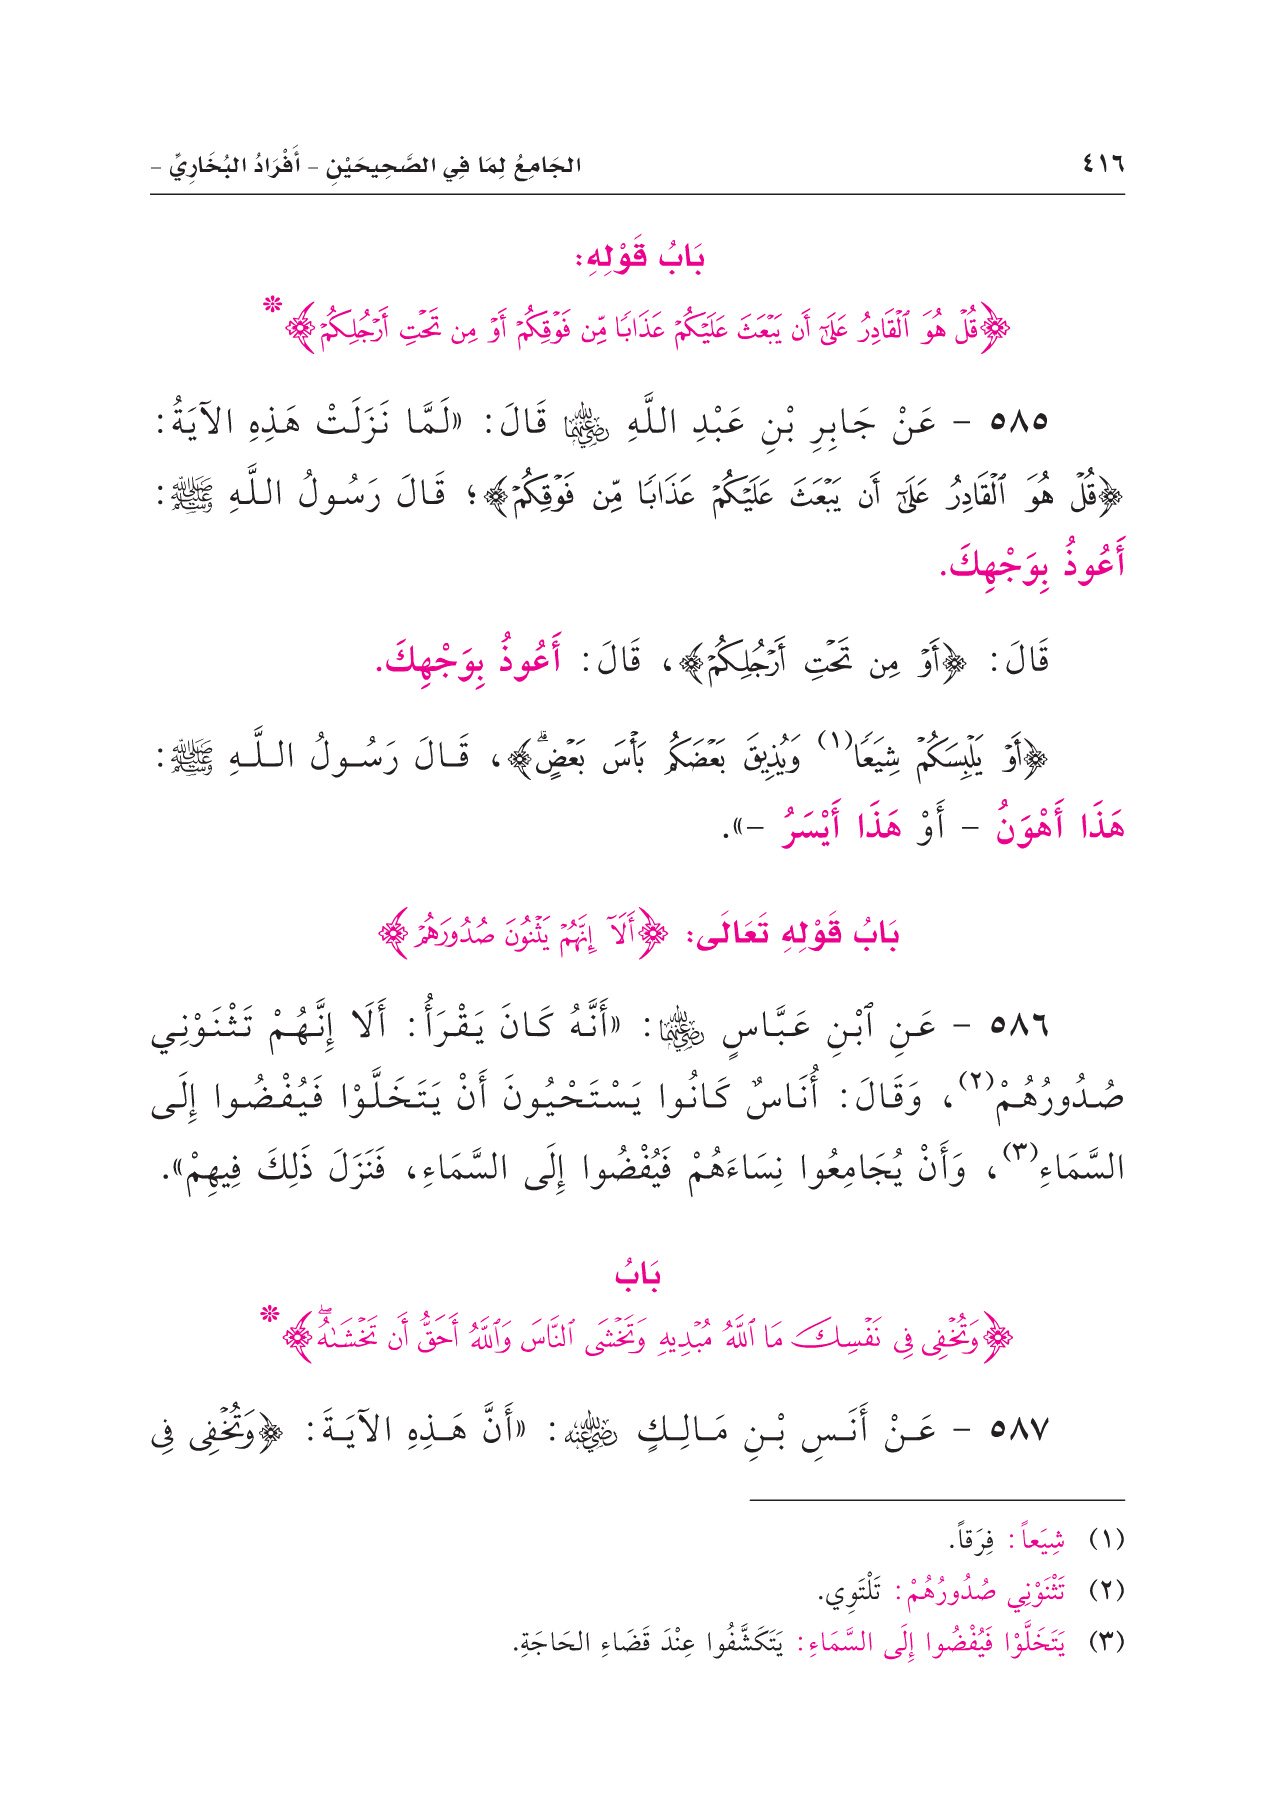 ٤١٦ الجَامِعُ لِمَا فِي الصَّحِيحَيْنِ - أَفْرَادُ البُخَارِيِّ -
بَابُ قَوْلِهِ:
﴿قُلۡ هُوَ ٱلۡقَادِرُ عَلَىٰٓ أَن يَبۡعَثَ عَلَيۡكُمۡ عَذَابٗا مِّن فَوۡقِكُمۡ أَوۡ مِن تَحۡتِ أَرۡجُلِكُمۡ﴾ *
٥٨٥ - عَنْ جَابِرِ بْنِ عَبْدِ اللَّهِ رضي الله عنهما قَالَ: «لَمَّا نَزَلَتْ هَذِهِ الآيَةُ:
﴿قُلۡ هُوَ ٱلۡقَادِرُ عَلَىٰٓ أَن يَبۡعَثَ عَلَيۡكُمۡ عَذَابٗا مِّن فَوۡقِكُمۡ﴾؛ قَالَ رَسُولُ اللَّهِ ﷺ:
أَعُوذُ بِوَجْهِكَ.
قَالَ: ﴿أَوۡ مِن تَحۡتِ أَرۡجُلِكُمۡ﴾، قَالَ: أَعُوذُ بِوَجْهِكَ.
﴿أَوۡ يَلۡبِسَكُمۡ شِيَعٗا(١) وَيُذِيقَ بَعۡضَكُم بَأۡسَ بَعۡضٍۗ﴾، قَالَ رَسُولُ اللَّهِ ﷺ:
هَذَا أَهْوَنُ - أَوْ هَذَا أَيْسَرُ -».
بَابُ قَوْلِهِ تَعَالَى: ﴿أَلَآ إِنَّهُمۡ يَثۡنُونَ صُدُورَهُمۡ﴾
٥٨٦ - عَنِ ٱبْنِ عَبَّاسٍ رضي الله عنهما: «أَنَّهُ كَانَ يَقْرَأُ: أَلَا إِنَّهُمْ تَثْنَوْنِي
صُدُورُهُمْ(٢)، وَقَالَ: أُنَاسٌ كَانُوا يَسْتَحْيُونَ أَنْ يَتَخَلَّوْا فَيُفْضُوا إِلَى
السَّمَاءِ(٣)، وَأَنْ يُجَامِعُوا نِسَاءَهُمْ فَيُفْضُوا إِلَى السَّمَاءِ، فَنَزَلَ ذَلِكَ فِيهِمْ».
بَابُ
﴿وَتُخۡفِي فِي نَفۡسِكَ مَا ٱللَّهُ مُبۡدِيهِ وَتَخۡشَى ٱلنَّاسَ وَٱللَّهُ أَحَقُّ أَن تَخۡشَىٰهُۖ﴾ *
٥٨٧ - عَنْ أَنَسِ بْنِ مَالِكٍ رضي الله عنه: «أَنَّ هَذِهِ الآيَةَ: ﴿وَتُخۡفِي فِي
(١) شِيَعاً: فِرَقاً.
(٢) تَثْنَوْنِي صُدُورُهُمْ: تَلْتَوِي.
(٣) يَتَخَلَّوْا فَيُفْضُوا إِلَى السَّمَاءِ: يَتَكَشَّفُوا عِنْدَ قَضَاءِ الحَاجَةِ.